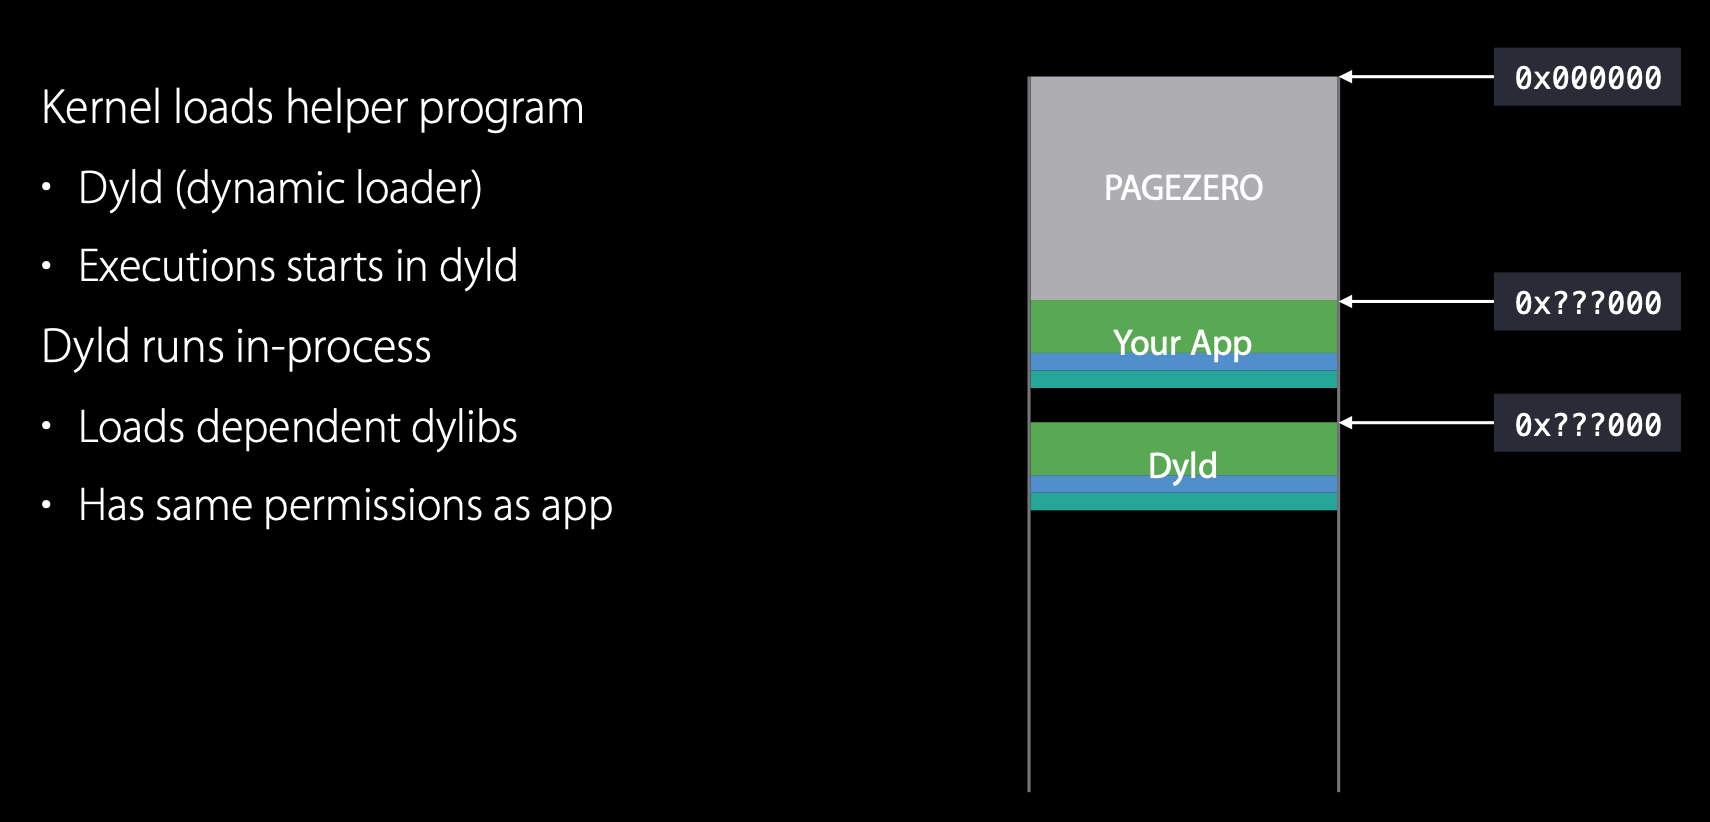 Kernel loads helper program
• Dyld (dynamic loader)
• Executions starts in dyld
Dyld runs in-process
• Loads dependent dylibs
• Has same permissions as app
0x000000
PAGEZERO
0x???000
Your App
0x???000
Dyld